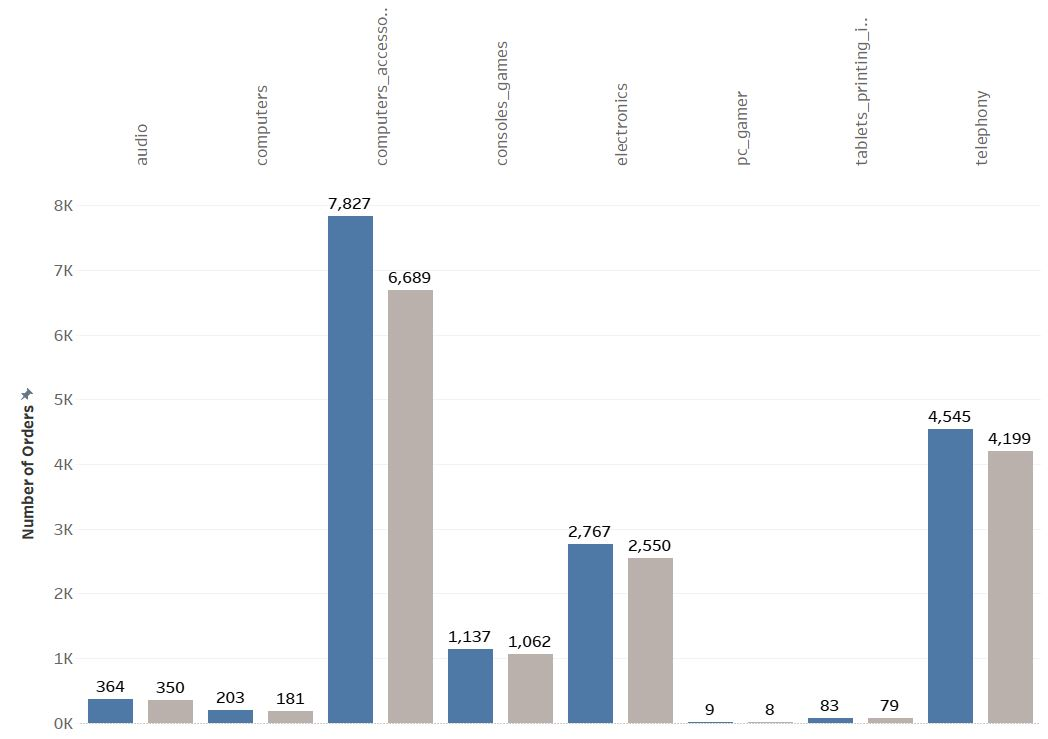 audio
computers
computers_accesso..
consoles_games
electronics
pc_gamer
tablets_printing_i..
telephony
Number of Orders
8K
7K
6K
5K
4K
3K
2K
1K
0K
364
350
203
181
7,827
6,689
1,137
1,062
2,767
2,550
9
8
83
79
4,545
4,199